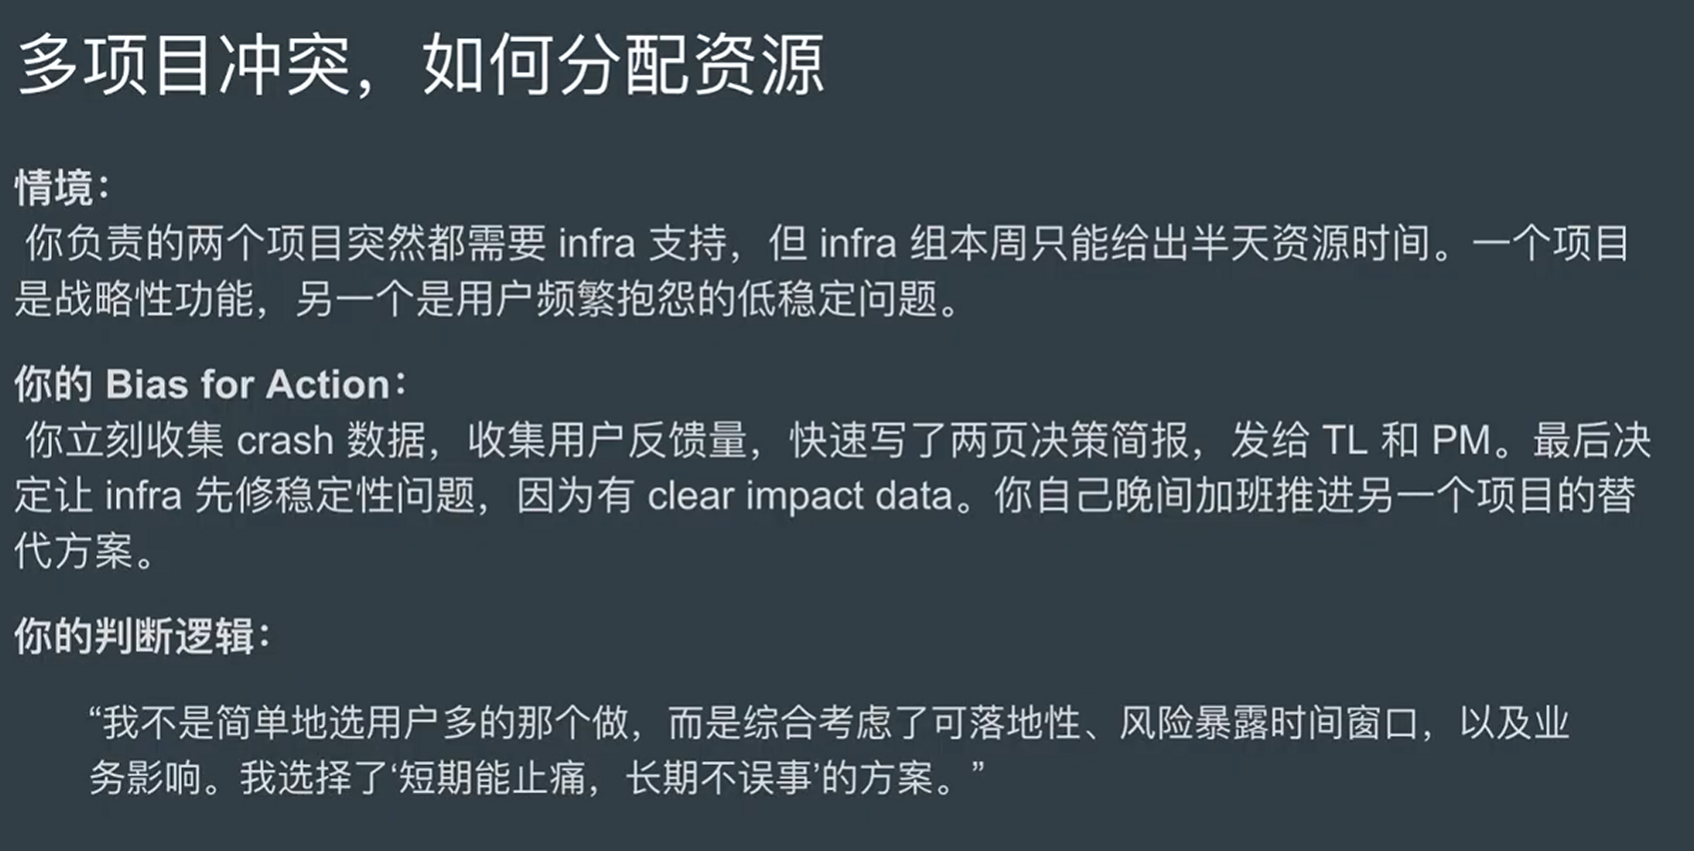 多项目冲突，如何分配资源
情境：
你负责的两个项目突然都需要 infra 支持，但 infra 组本周只能给出半天资源时间。一个项目
是战略性功能，另一个是用户频繁抱怨的低稳定问题。
你的 Bias for Action：
你立刻收集 crash 数据，收集用户反馈量，快速写了两页决策简报，发给 TL 和 PM。最后决
定让 infra 先修稳定性问题，因为有 clear impact data。你自己晚间加班推进另一个项目的替
代方案。
你的判断逻辑：
“我不是简单地选用户多的那个做，而是综合考虑了可落地性、风险暴露时间窗口，以及业
务影响。我选择了‘短期能止痛，长期不误事’的方案。”